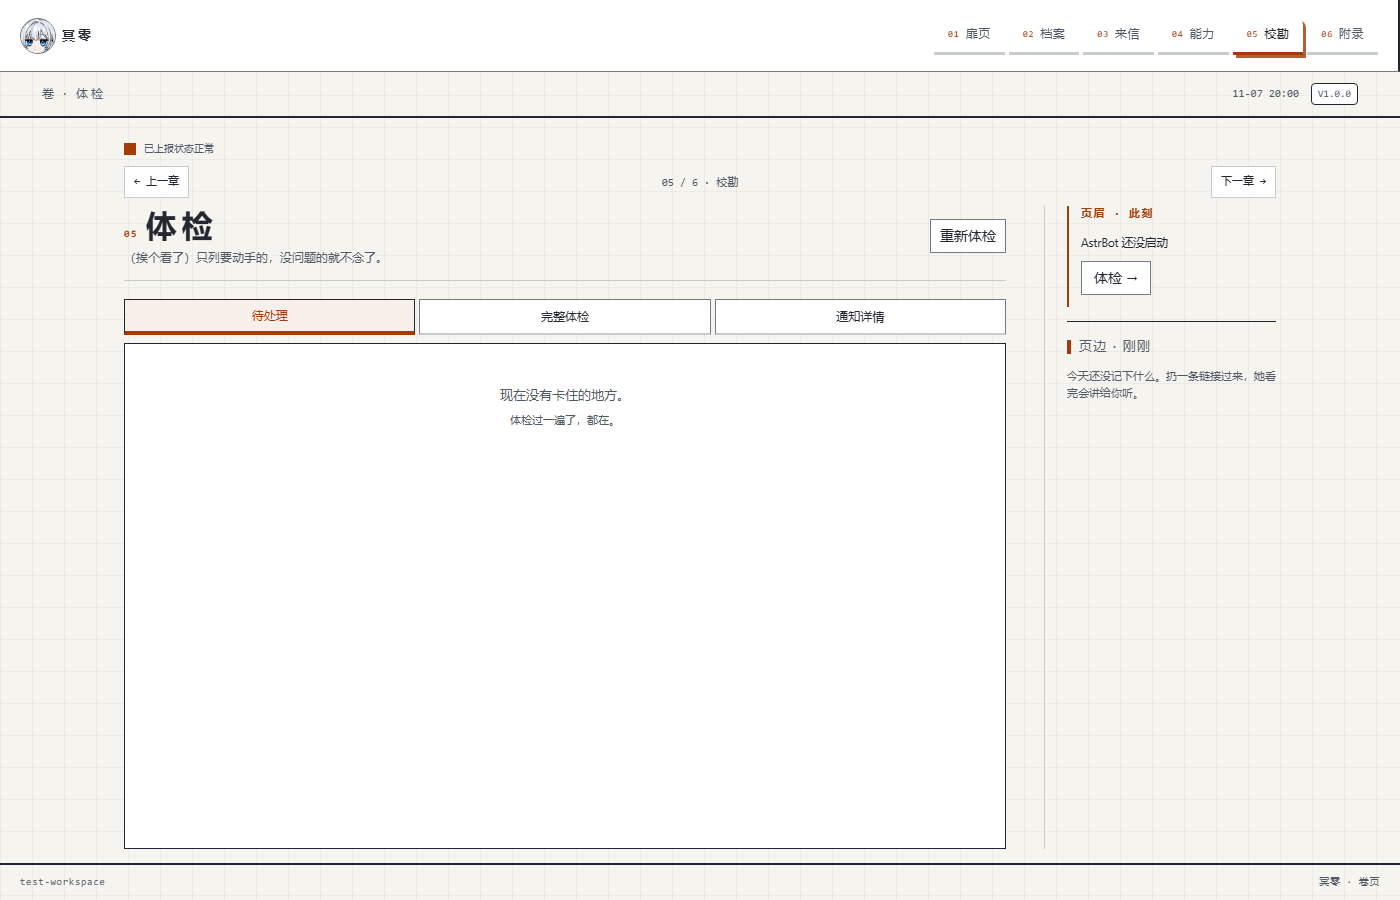 冥零
01 扉页
02 档案
03 来信
04 能力
05 校勘
06 附录
卷 · 体检
11-07 20:00
V1.0.0
已上报状态正常
← 上一章
05 / 6 · 校勘
下一章 →
05 体检
重新体检
（挨个看了）只列要动手的，没问题的就不念了。
待处理
完整体检
通知详情
现在没有卡住的地方。
体检过一遍了，都在。
页眉 · 此刻
AstrBot 还没启动
体检 →
页边 · 刚刚
今天还没记下什么。扔一条链接过来，她看
完会讲给你听。
test-workspace
冥零 · 卷页